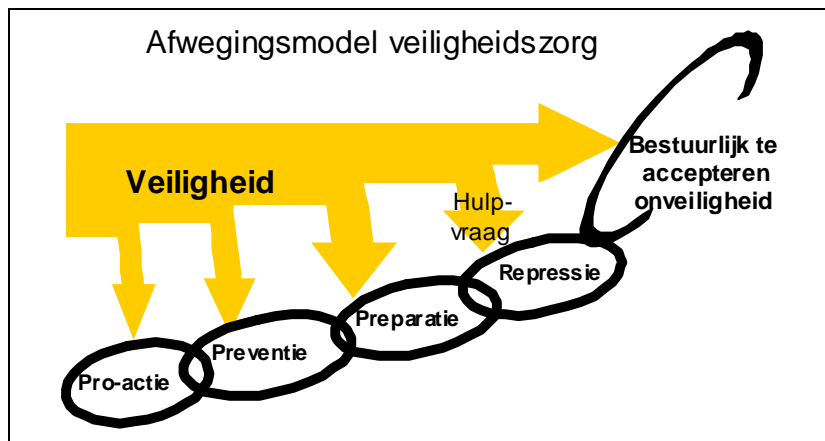 Afwegingsmodel veiligheidszorg
Veiligheid
Bestuurlijk te
accepteren
onveiligheid
Hulp-
vraag
Repressie
Preparatie
Preventie
Pro-actie